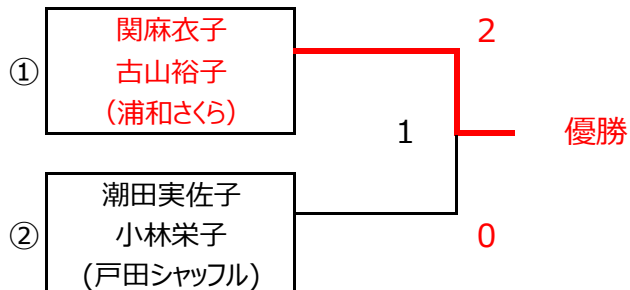 ①
関麻衣子
古山裕子
（浦和さくら）
2
1
優勝
②
潮田実佐子
小林栄子
(戸田シャッフル)
0